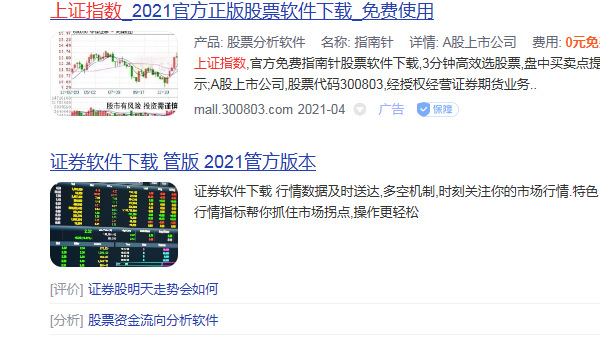 上证指数_2021官方正版股票软件下载_免费使用
产品: 股票分析软件 名称: 指南针 详情: A股上市公司 费用: 0元免
上证指数,官方免费指南针股票软件下载,3分钟高效选股票,盘中买卖点提
示;A股上市公司,股票代码300803,经授权经营证券期货业务..
股市有风险 投资需谨慎
mall.300803.com 2021-04 广告 保障
证券软件下载 管版 2021管方版本
证券软件下载 行情数据及时送达,多空机制,时刻关注你的市场行情.特色
行情指标帮你抓住市场拐点,操作更轻松
[评价] 证券股明天走势会如何
[分析] 股票资金流向分析软件